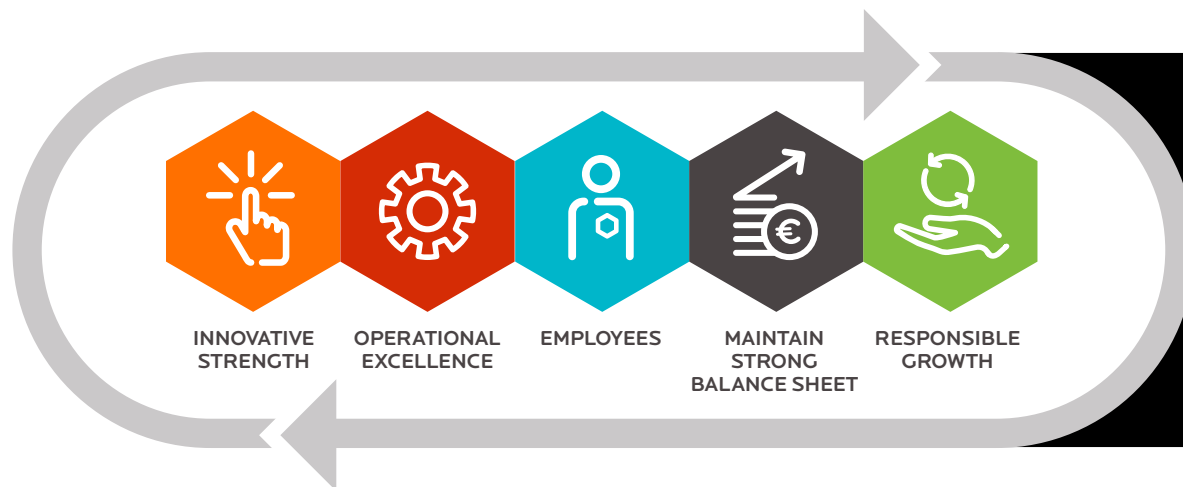 €
INNOVATIVE
STRENGTH
OPERATIONAL
EXCELLENCE
EMPLOYEES
MAINTAIN
STRONG
BALANCE SHEET
RESPONSIBLE
GROWTH